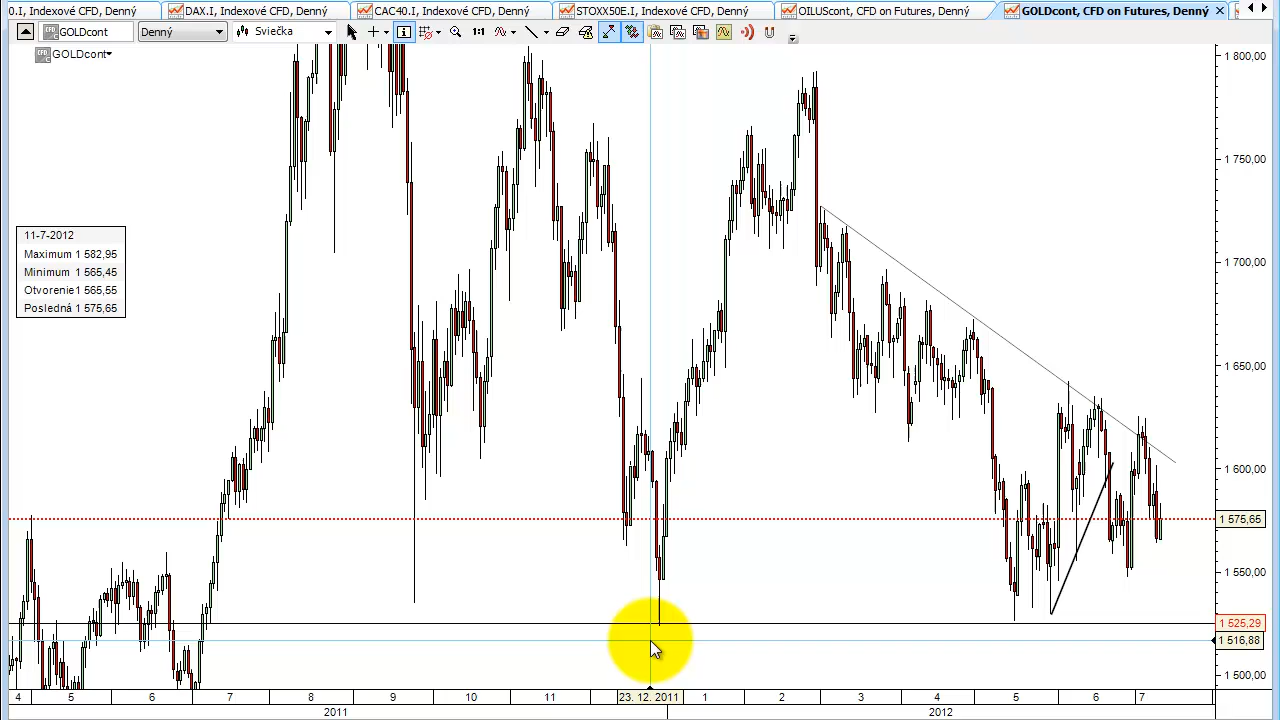 0.I, Indexové CFD, Denný DAX.I, Indexové CFD, Denný CAC40.I, Indexové CFD, Denný STOXX50E.I, Indexové CFD, Denný OILUScont, CFD on Futures, Denný GOLDcont, CFD on Futures, Denný
GOLDcont Denný Sviečka 1:1
GOLDcont
1 800,00
1 750,00
11-7-2012
Maximum 1 582,95
Minimum 1 565,45
Otvorenie 1 565,55
Posledná 1 575,65
1 700,00
1 650,00
1 600,00
1 575,65
1 550,00
1 525,29
1 516,88
1 500,00
4 5 6 7 8 9 10 11 23. 12. 2011 1 2 3 4 5 6 7
2011 2012